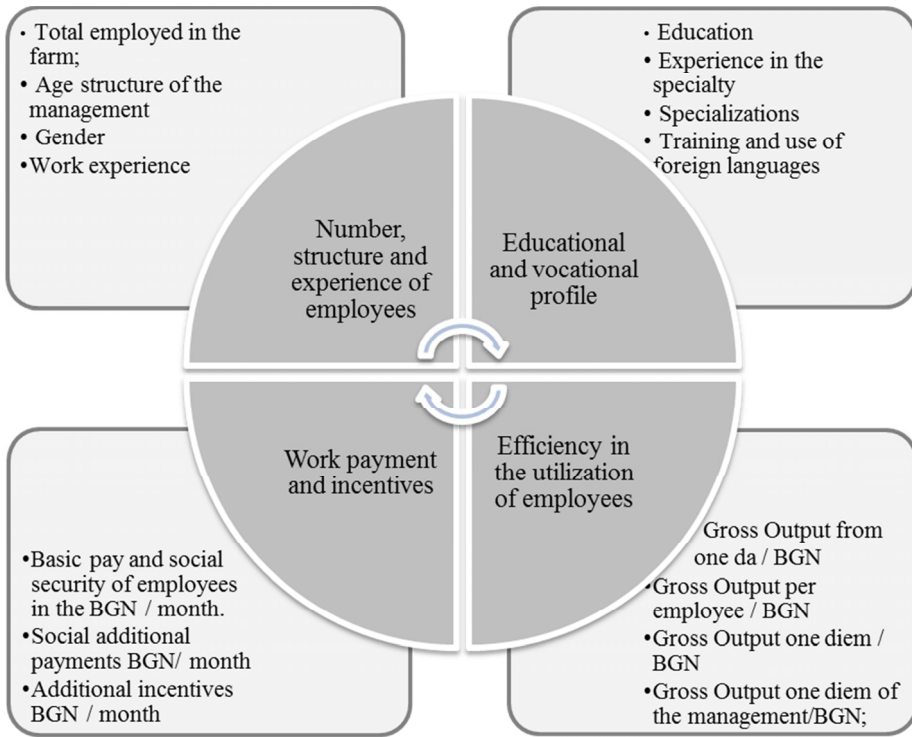 · Total employed in the
farm;
• Age structure of the
management
• Gender
•Work experience
· Education
• Experience in the
specialty
• Specializations
• Training and use of
foreign languages
Number,
structure and
experience of
employees
Educational
and vocational
profile
Work payment
and incentives
Efficiency in
the utilization
of employees
•Basic pay and social
security of employees
in the BGN / month.
•Social additional
payments BGN/ month
•Additional incentives
BGN / month
Gross Output from
one da / BGN
•Gross Output per
employee / BGN
•Gross Output one diem /
BGN
•Gross Output one diem of
the management/BGN;